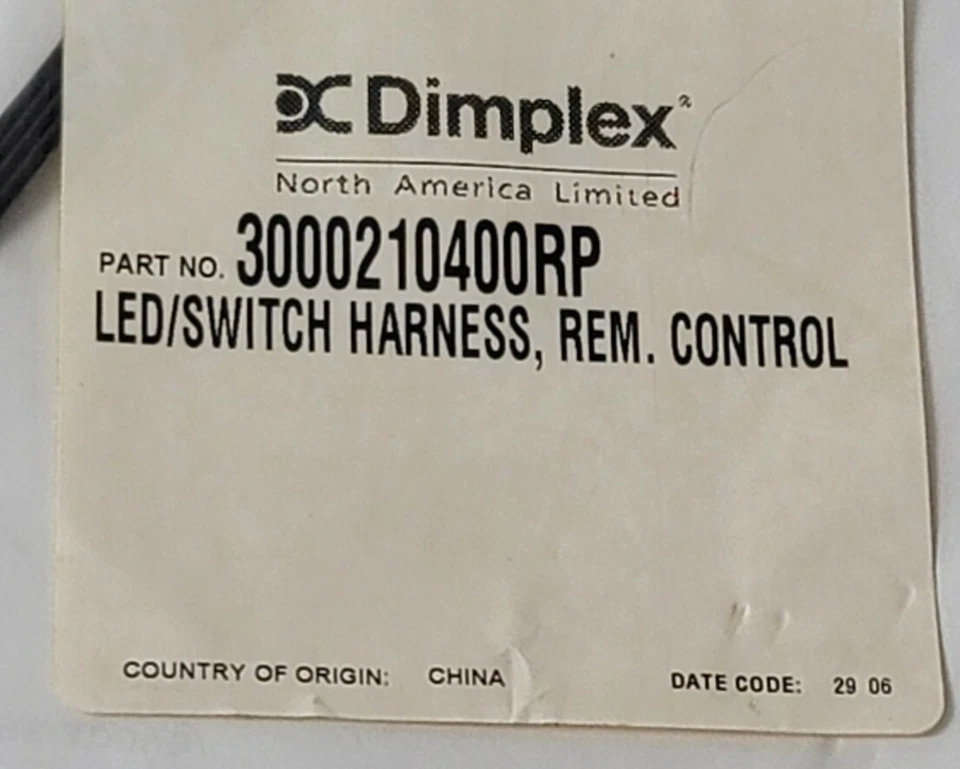 Dimplex®
North America Limited
PART NO. 3000210400RP
LED/SWITCH HARNESS, REM. CONTROL
COUNTRY OF ORIGIN: CHINA DATE CODE: 29 06